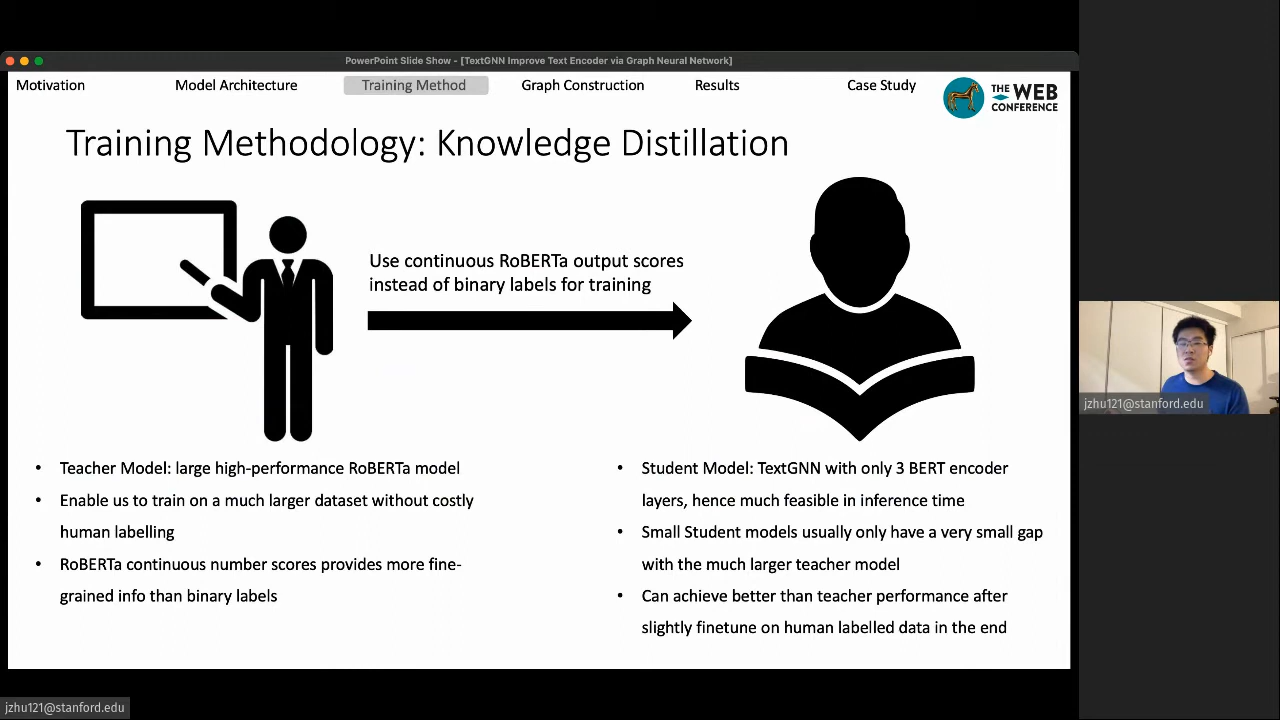 PowerPoint Slide Show - [TextGNN Improve Text Encoder via Graph Neural Network]
Motivation
Model Architecture
Training Method
Graph Construction
Results
Case Study
THE WEB
CONFERENCE
Training Methodology: Knowledge Distillation
Use continuous RoBERTa output scores
instead of binary labels for training
• Teacher Model: large high-performance RoBERTa model
• Enable us to train on a much larger dataset without costly
human labelling
• RoBERTa continuous number scores provides more fine-
grained info than binary labels
• Student Model: TextGNN with only 3 BERT encoder
layers, hence much feasible in inference time
• Small Student models usually only have a very small gap
with the much larger teacher model
• Can achieve better than teacher performance after
slightly finetune on human labelled data in the end
jzhu121@stanford.edu
jzhu121@stanford.edu